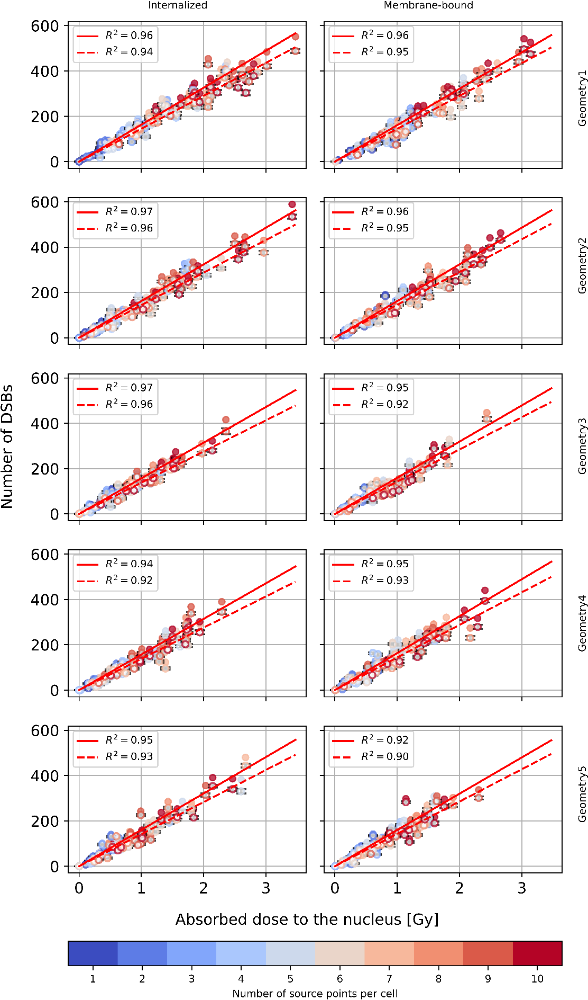 Internalized
Membrane-bound
600
400
200
0
R² = 0.96
R² = 0.94
R² = 0.96
R² = 0.95
Geometry1
600
400
200
0
R² = 0.97
R² = 0.96
R² = 0.96
R² = 0.95
Geometry2
Number of DSBs
600
400
200
0
R² = 0.97
R² = 0.96
R² = 0.95
R² = 0.92
Geometry3
600
400
200
0
R² = 0.94
R² = 0.92
R² = 0.95
R² = 0.93
Geometry4
600
400
200
0
R² = 0.95
R² = 0.93
R² = 0.92
R² = 0.90
Geometry5
0 1 2 3
0 1 2 3
Absorbed dose to the nucleus [Gy]
1 2 3 4 5 6 7 8 9 10
Number of source points per cell